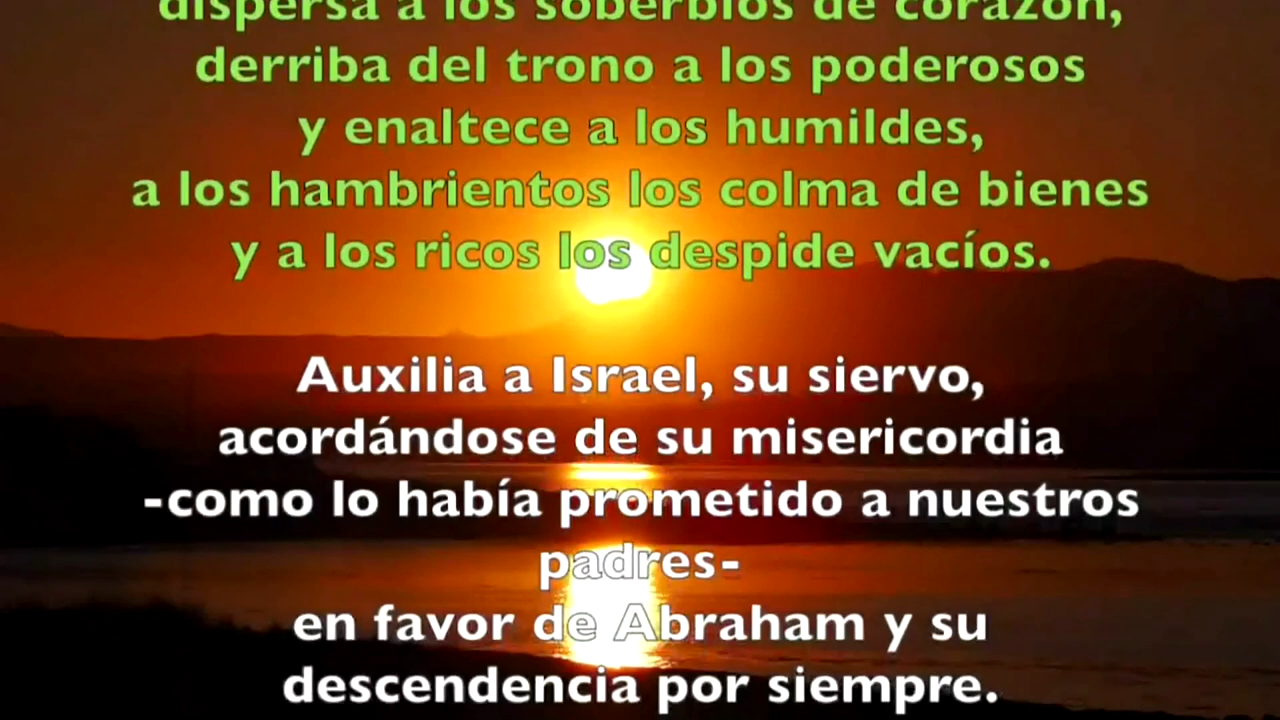 dispersa a los soberbios de corazón,
derriba del trono a los poderosos
y enaltece a los humildes,
a los hambrientos los colma de bienes
y a los ricos los despide vacíos.
Auxilia a Israel, su siervo,
acordándose de su misericordia
-como lo había prometido a nuestros
padres-
en favor de Abraham y su
descendencia por siempre.